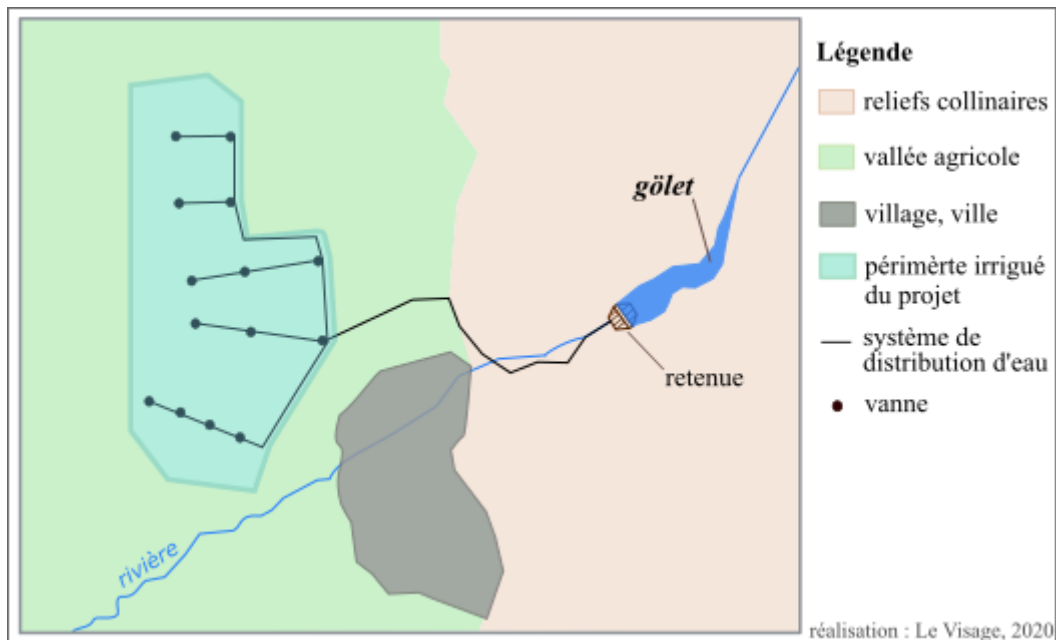 Légende
reliefs collinaires
vallée agricole
village, ville
périmèrte irrigué
du projet
système de
distribution d'eau
vanne
gölet
retenue
rivière
réalisation : Le Visage, 2020